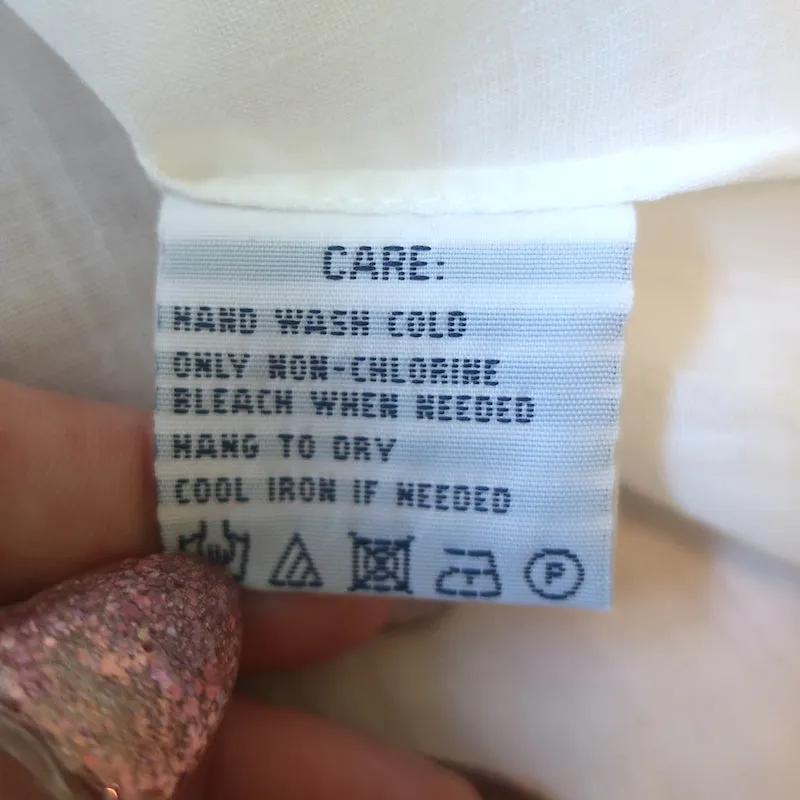 CARE:
HAND WASH COLD
ONLY NON-CHLORINE
BLEACH WHEN NEEDED
HANG TO DRY
COOL IRON IF NEEDED
P